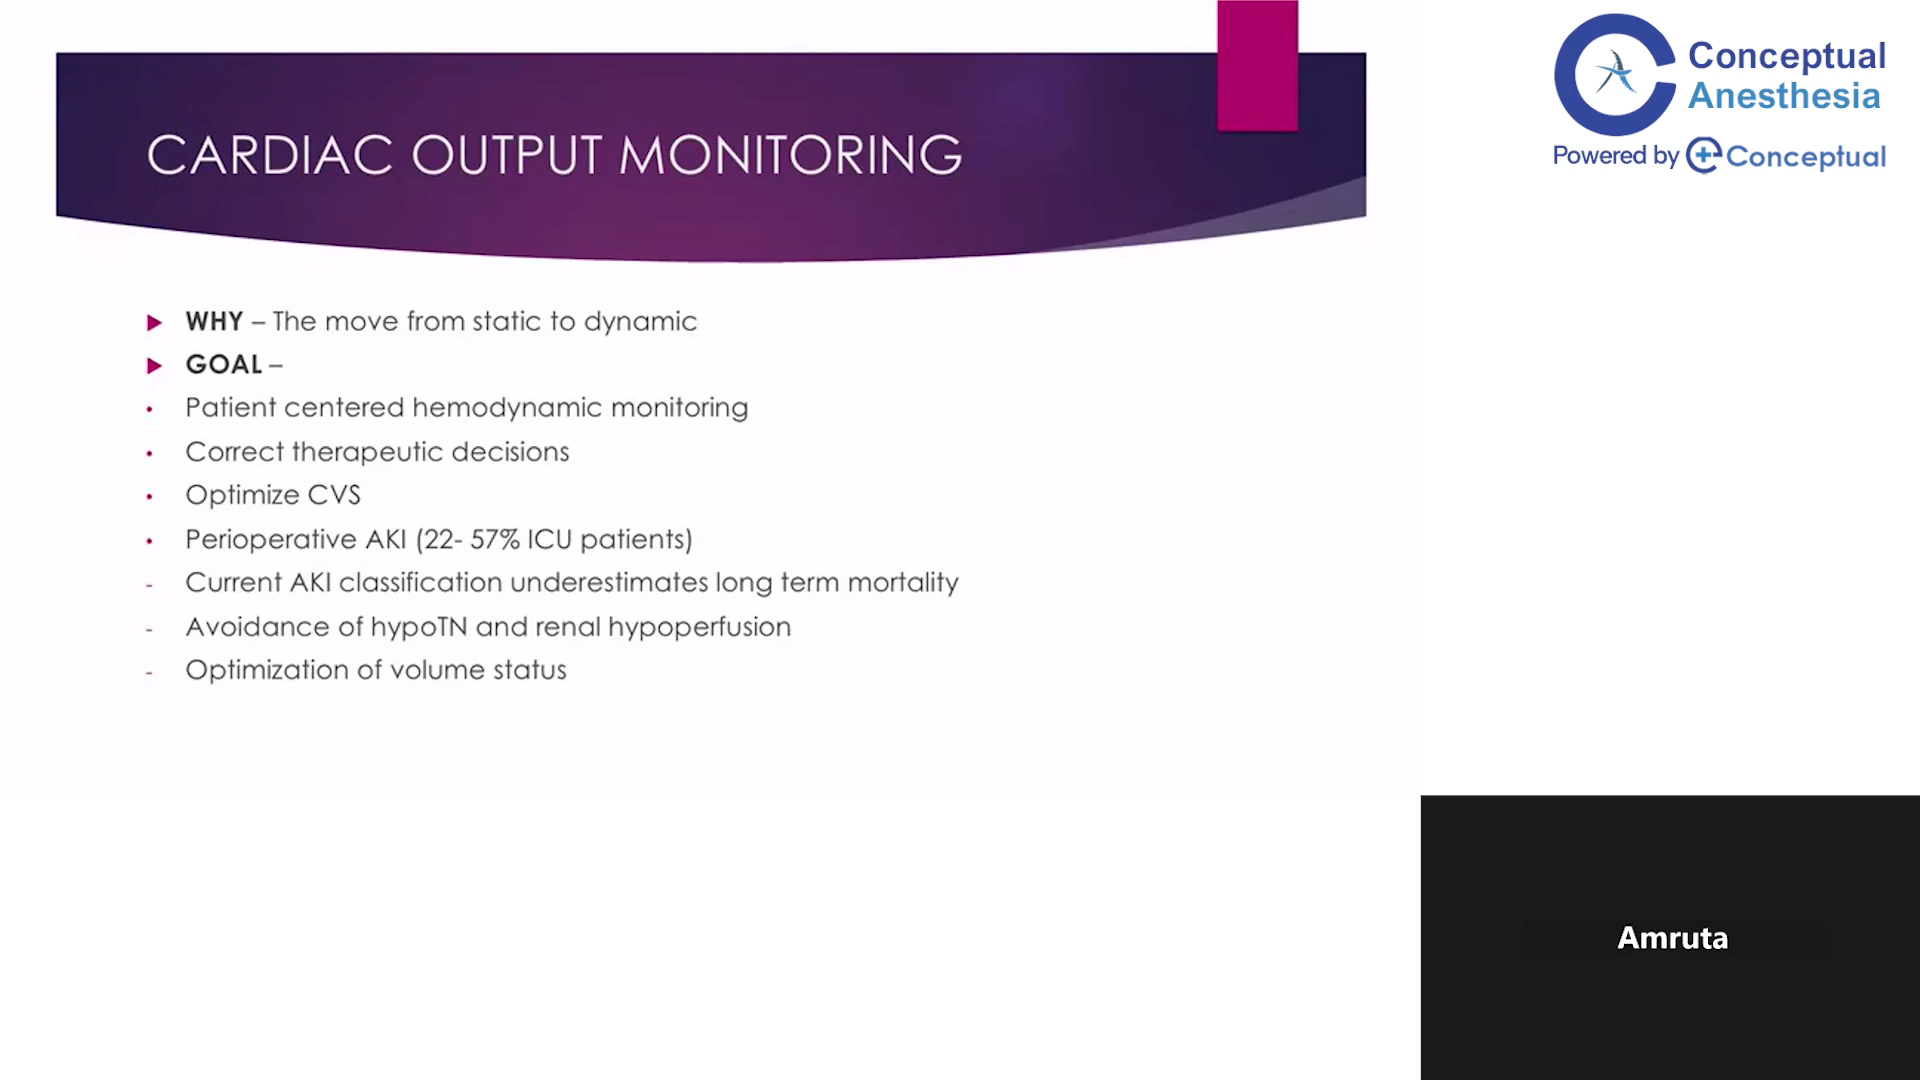 CARDIAC OUTPUT MONITORING
WHY – The move from static to dynamic
GOAL –
Patient centered hemodynamic monitoring
Correct therapeutic decisions
Optimize CVS
Perioperative AKI (22- 57% ICU patients)
- Current AKI classification underestimates long term mortality
- Avoidance of hypoTN and renal hypoperfusion
- Optimization of volume status
Conceptual
Anesthesia
Powered by Conceptual
Amruta